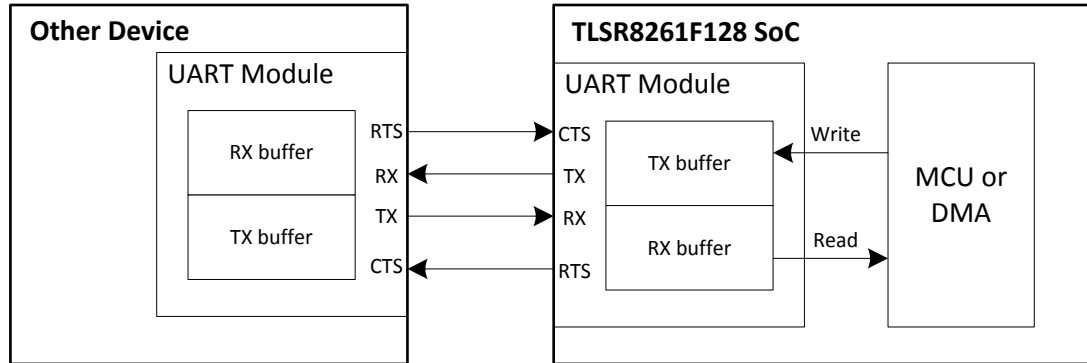 Other Device
UART Module
RX buffer
TX buffer
RTS
RX
TX
CTS
TLSR8261F128 SoC
UART Module
CTS
TX
RX
RTS
TX buffer
RX buffer
Write
Read
MCU or
DMA